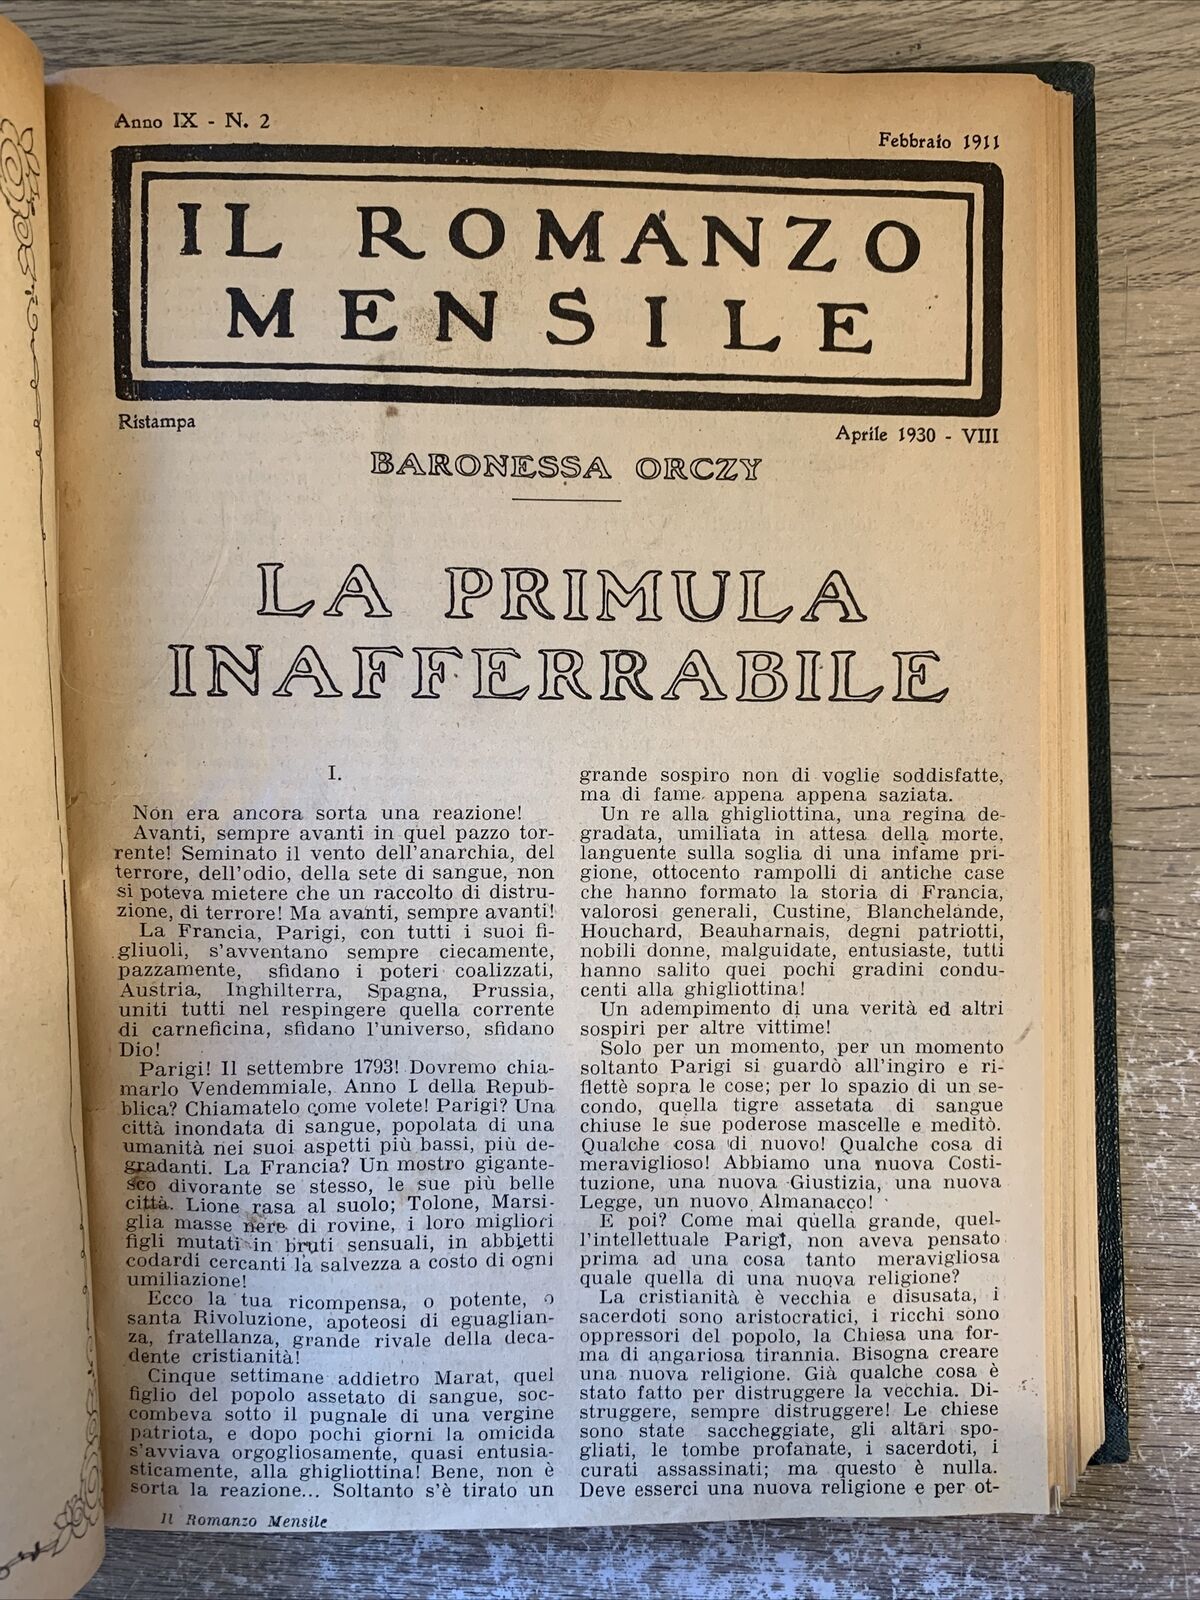 Anno IX - N. 2
Febbraio 1911
IL ROMANZO
MENSILE
Ristampa
Aprile 1930 - VIII
BARONESSA ORCZY
LA PRIMULA
INAFFERRABILE
I.
Non era ancora sorta una reazione!
Avanti, sempre avanti in quel pazzo tor-
rente! Seminato il vento dell'anarchia, del
terrore, dell'odio, della sete di sangue, non
si poteva mietere che un raccolto di distru-
zione, di terrore! Ma avanti, sempre avanti!
La Francia, Parigi, con tutti i suoi fi-
gliuoli, s'avventano sempre ciecamente,
pazzamente, sfidano i poteri coalizzati,
Austria, Inghilterra, Spagna, Prussia,
uniti tutti nel respingere quella corrente
di carneficina, sfidano l'universo, sfidano
Dio!
Parigi! Il settembre 1793! Dovremo chia-
marlo Vendemmiale, Anno I della Repub-
blica? Chiamatelo come volete! Parigi? Una
città inondata di sangue, popolata di una
umanità nei suoi aspetti più bassi, più de-
gradanti. La Francia? Un mostro gigante-
sco divorante se stesso, le sue più belle
città. Lione rasa al suolo; Tolone, Marsi-
glia masse nere di rovine, i loro migliori
figli mutati in bruti sensuali, in abbietti
codardi cercanti la salvezza a costo di ogni
umiliazione!
Ecco la tua ricompensa, o potente, o
santa Rivoluzione, apoteosi di eguaglian-
za, fratellanza, grande rivale della deca-
dente cristianità!
Cinque settimane addietro Marat, quel
figlio del popolo assetato di sangue, soc-
combeva sotto il pugnale di una vergine
patriota, e dopo pochi giorni la omicida
s'avviava orgogliosamente, quasi entusia-
sticamente, alla ghigliottina! Bene, non è
sorta la reazione... Soltanto s'è tirato un
Il Romanzo Mensile
grande sospiro non di voglie soddisfatte,
ma di fame appena appena saziata.
Un re alla ghigliottina, una regina de-
gradata, umiliata in attesa della morte,
languente sulla soglia di una infame pri-
gione, ottocento rampolli di antiche case
che hanno formato la storia di Francia,
valorosi generali, Custine, Blanchelande,
Houchard, Beauharnais, degni patriotti,
nobili donne, malguidate, entusiaste, tutti
hanno salito quei pochi gradini condu-
centi alla ghigliottina!
Un adempimento di una verità ed altri
sospiri per altre vittime!
Solo per un momento, per un momento
soltanto Parigi si guardò all'ingiro e ri-
flettè sopra le cose; per lo spazio di un se-
condo, quella tigre assetata di sangue
chiuse le sue poderose mascelle e meditò.
Qualche cosa di nuovo! Qualche cosa di
meraviglioso! Abbiamo una nuova Costi-
tuzione, una nuova Giustizia, una nuova
Legge, un nuovo Almanacco!
E poi? Come mai quella grande, quel-
l'intellettuale Parigi, non aveva pensato
prima ad una cosa tanto meravigliosa
quale quella di una nuova religione?
La cristianità è vecchia e disusata, i
sacerdoti sono aristocratici, i ricchi sono
oppressori del popolo, la Chiesa una for-
ma di angariosa tirannia. Bisogna creare
una nuova religione. Già qualche cosa è
stato fatto per distruggere la vecchia. Di-
struggere, sempre distruggere! Le chiese
sono state saccheggiate, gli altari spo-
gliati, le tombe profanate, i sacerdoti, i
curati assassinati; ma questo è nulla.
Deve esserci una nuova religione e per ot-